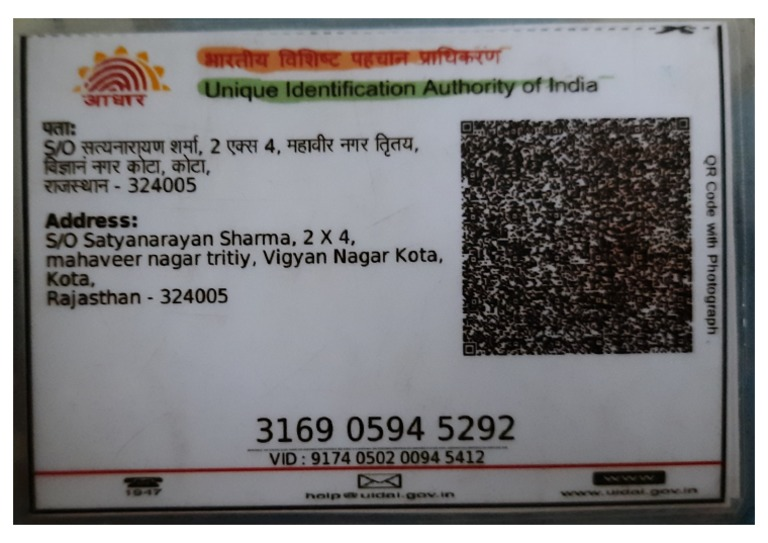 भारतीय विशिष्ट पहचान प्राधिकरण
Unique Identification Authority of India
आधार
पता:
S/O सत्यनारायण शर्मा, 2 एक्स 4, महावीर नगर त्रितिय,
विज्ञानं नगर कोटा, कोटा,
राजस्थान - 324005
Address:
S/O Satyanarayan Sharma, 2 X 4,
mahaveer nagar tritiy, Vigyan Nagar Kota,
Kota,
Rajasthan - 324005
QR Code with Photograph
3169 0594 5292
VID : 9174 0502 0094 5412
1947
help@uidai.gov.in
www
www.uidai.gov.in